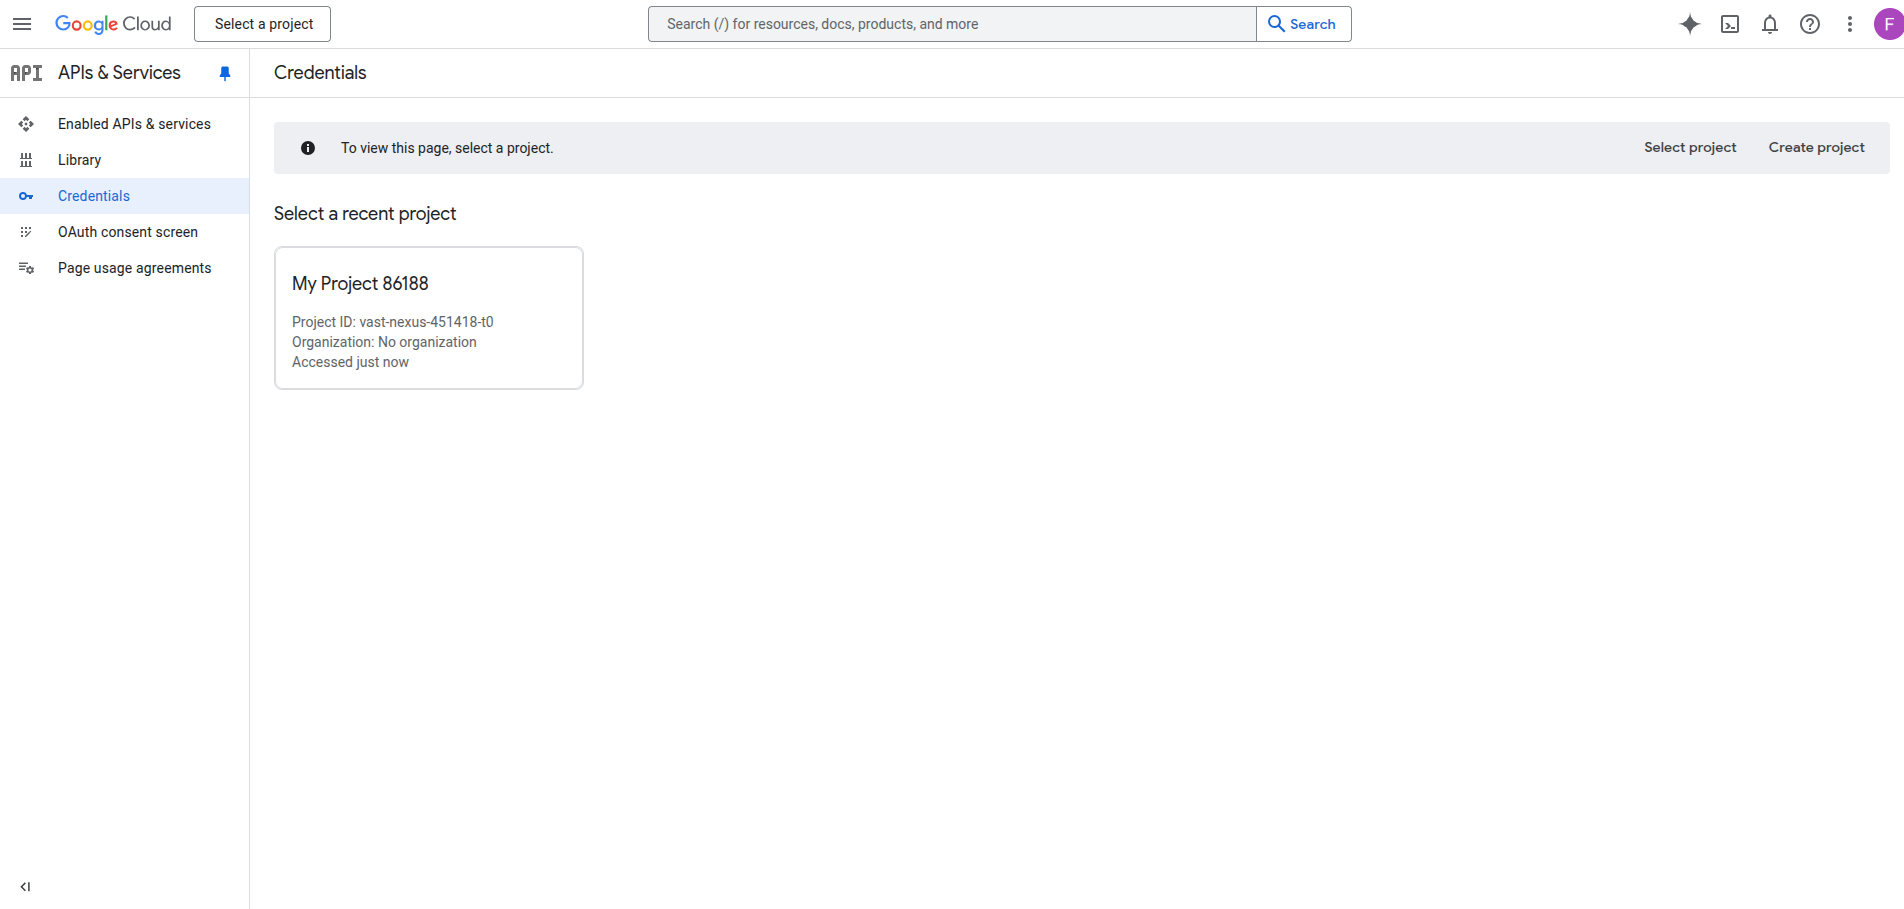 Google Cloud
Select a project
Search (/) for resources, docs, products, and more
Search
F
API
APIs & Services
Credentials
Enabled APIs & services
Library
Credentials
OAuth consent screen
Page usage agreements
To view this page, select a project.
Select project
Create project
Select a recent project
My Project 86188
Project ID: vast-nexus-451418-t0
Organization: No organization
Accessed just now